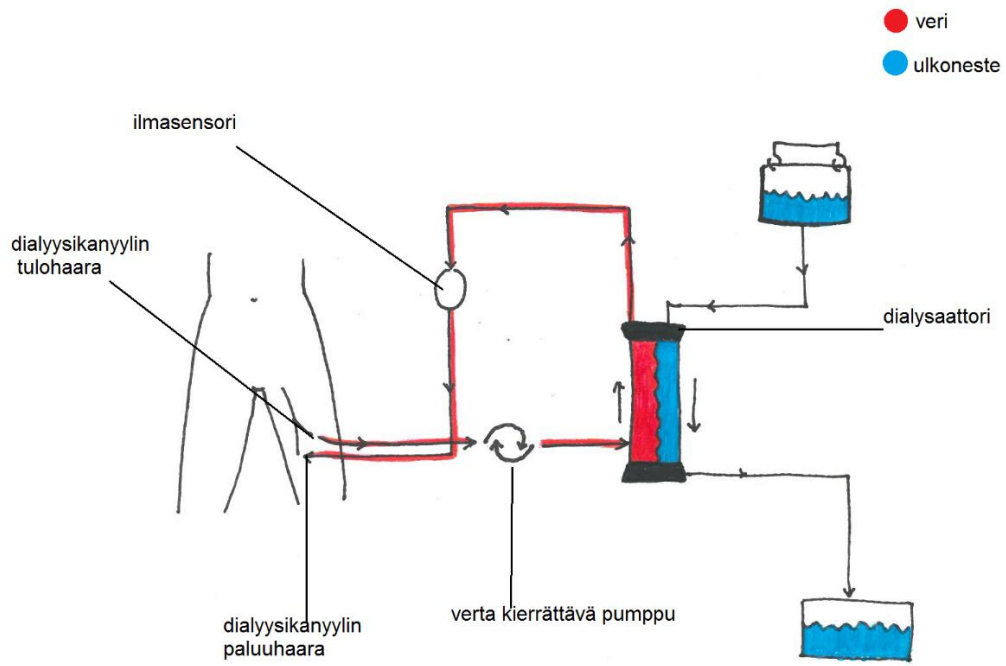 veri
ulkoneste
ilmasensori
dialyysikanyylin
tulohaara
dialysaattori
verta kierrättävä pumppu
dialyysikanyylin
paluuhaara